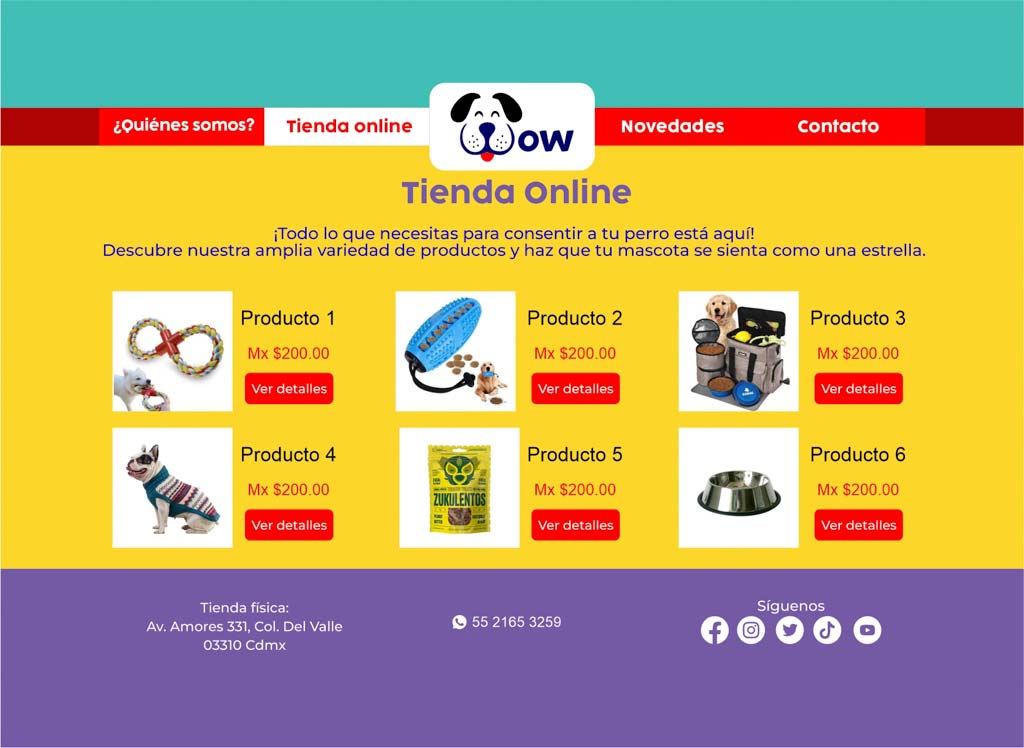 ¿Quiénes somos?
Tienda online
Wow
Novedades
Contacto
Tienda Online
¡Todo lo que necesitas para consentir a tu perro está aquí!
Descubre nuestra amplia variedad de productos y haz que tu mascota se sienta como una estrella.
Producto 1
Mx $200.00
Ver detalles
Producto 2
Mx $200.00
Ver detalles
Producto 3
Mx $200.00
Ver detalles
Producto 4
Mx $200.00
Ver detalles
ZUKULENTOS
Producto 5
Mx $200.00
Ver detalles
Producto 6
Mx $200.00
Ver detalles
Tienda física:
Av. Amores 331, Col. Del Valle
03310 Cdmx
55 2165 3259
Síguenos